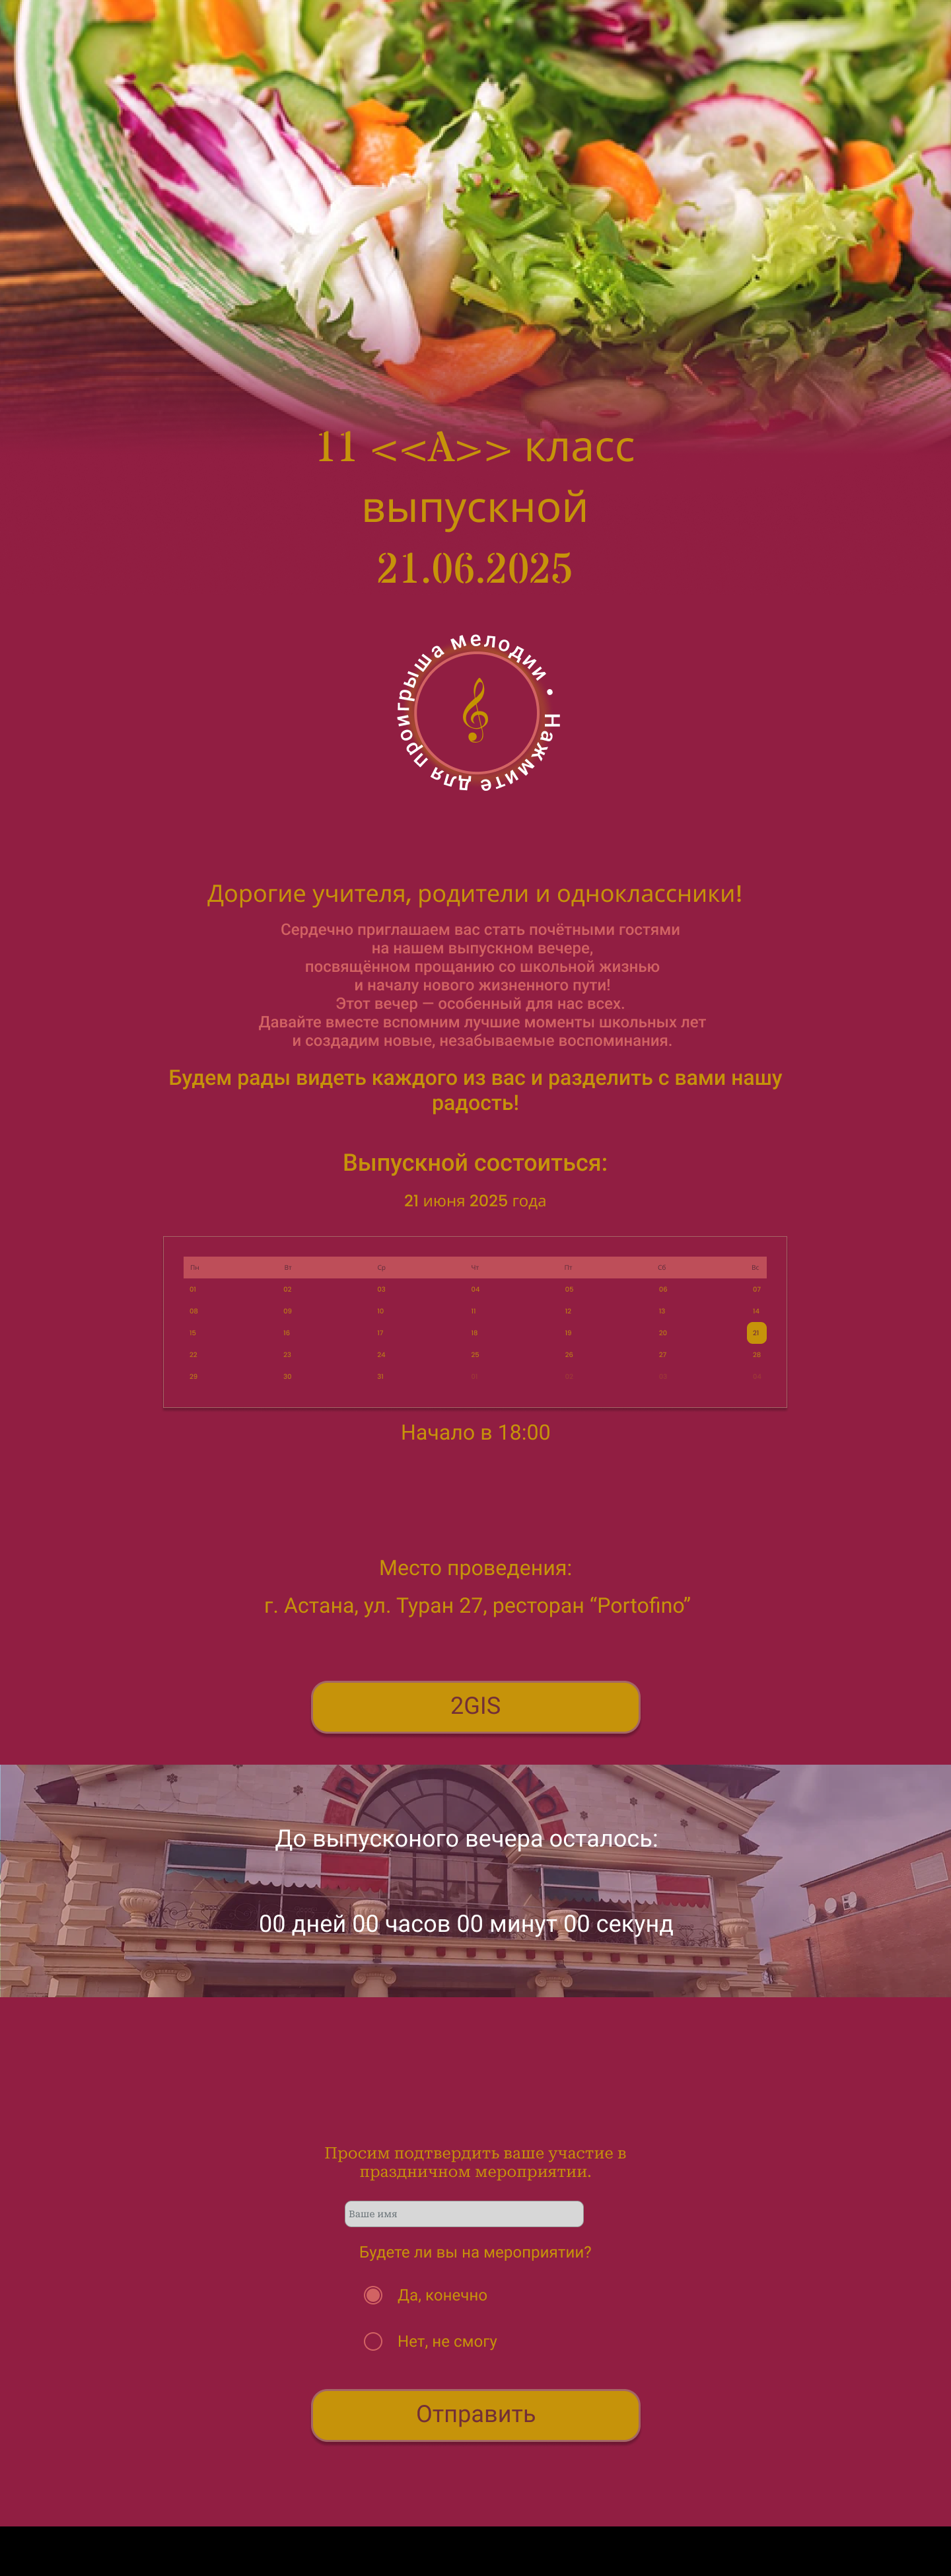 11 <<A>> класс
выпускной
21.06.2025
Нажмите для проигрыша мелодии •
Дорогие учителя, родители и одноклассники!
Сердечно приглашаем вас стать почётными гостями
на нашем выпускном вечере,
посвящённом прощанию со школьной жизнью
и началу нового жизненного пути!
Этот вечер — особенный для нас всех.
Давайте вместе вспомним лучшие моменты школьных лет
и создадим новые, незабываемые воспоминания.
Будем рады видеть каждого из вас и разделить с вами нашу
радость!
Выпускной состоиться:
21 июня 2025 года
Пн Вт Ср Чт Пт Сб Вс
01 02 03 04 05 06 07
08 09 10 11 12 13 14
15 16 17 18 19 20 21
22 23 24 25 26 27 28
29 30 31
Начало в 18:00
Место проведения:
г. Астана, ул. Туран 27, ресторан “Portofino”
2GIS
До выпусконого вечера осталось:
00 дней 00 часов 00 минут 00 секунд
Просим подтвердить ваше участие в
праздничном мероприятии.
Ваше имя
Будете ли вы на мероприятии?
Да, конечно
Нет, не смогу
Отправить